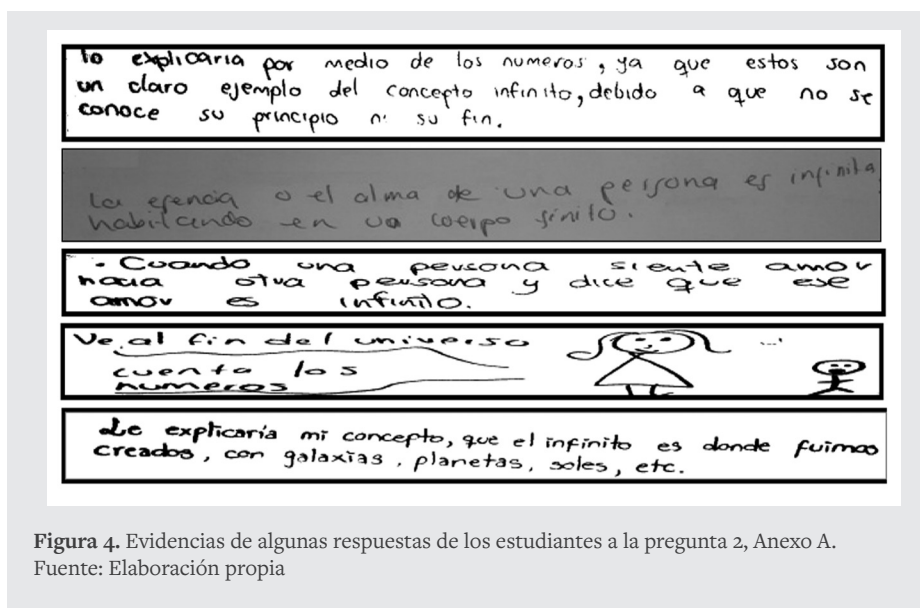 lo explicaria por medio de los numeros, ya que estos son
un claro ejemplo del concepto infinito, debido a que no se
conoce su principio ni su fin.
La esencia o el alma de una persona es infinita
habitando en un cuerpo finito.
. Cuando una persona siente amor
hacia otra persona y dice que ese
amor es infinito.
Ve al fin del universo
cuenta los
numeros
...
Le explicaría mi concepto, que el infinito es donde fuimos
creados, con galaxias, planetas, soles, etc.
Figura 4. Evidencias de algunas respuestas de los estudiantes a la pregunta 2, Anexo A.
Fuente: Elaboración propia